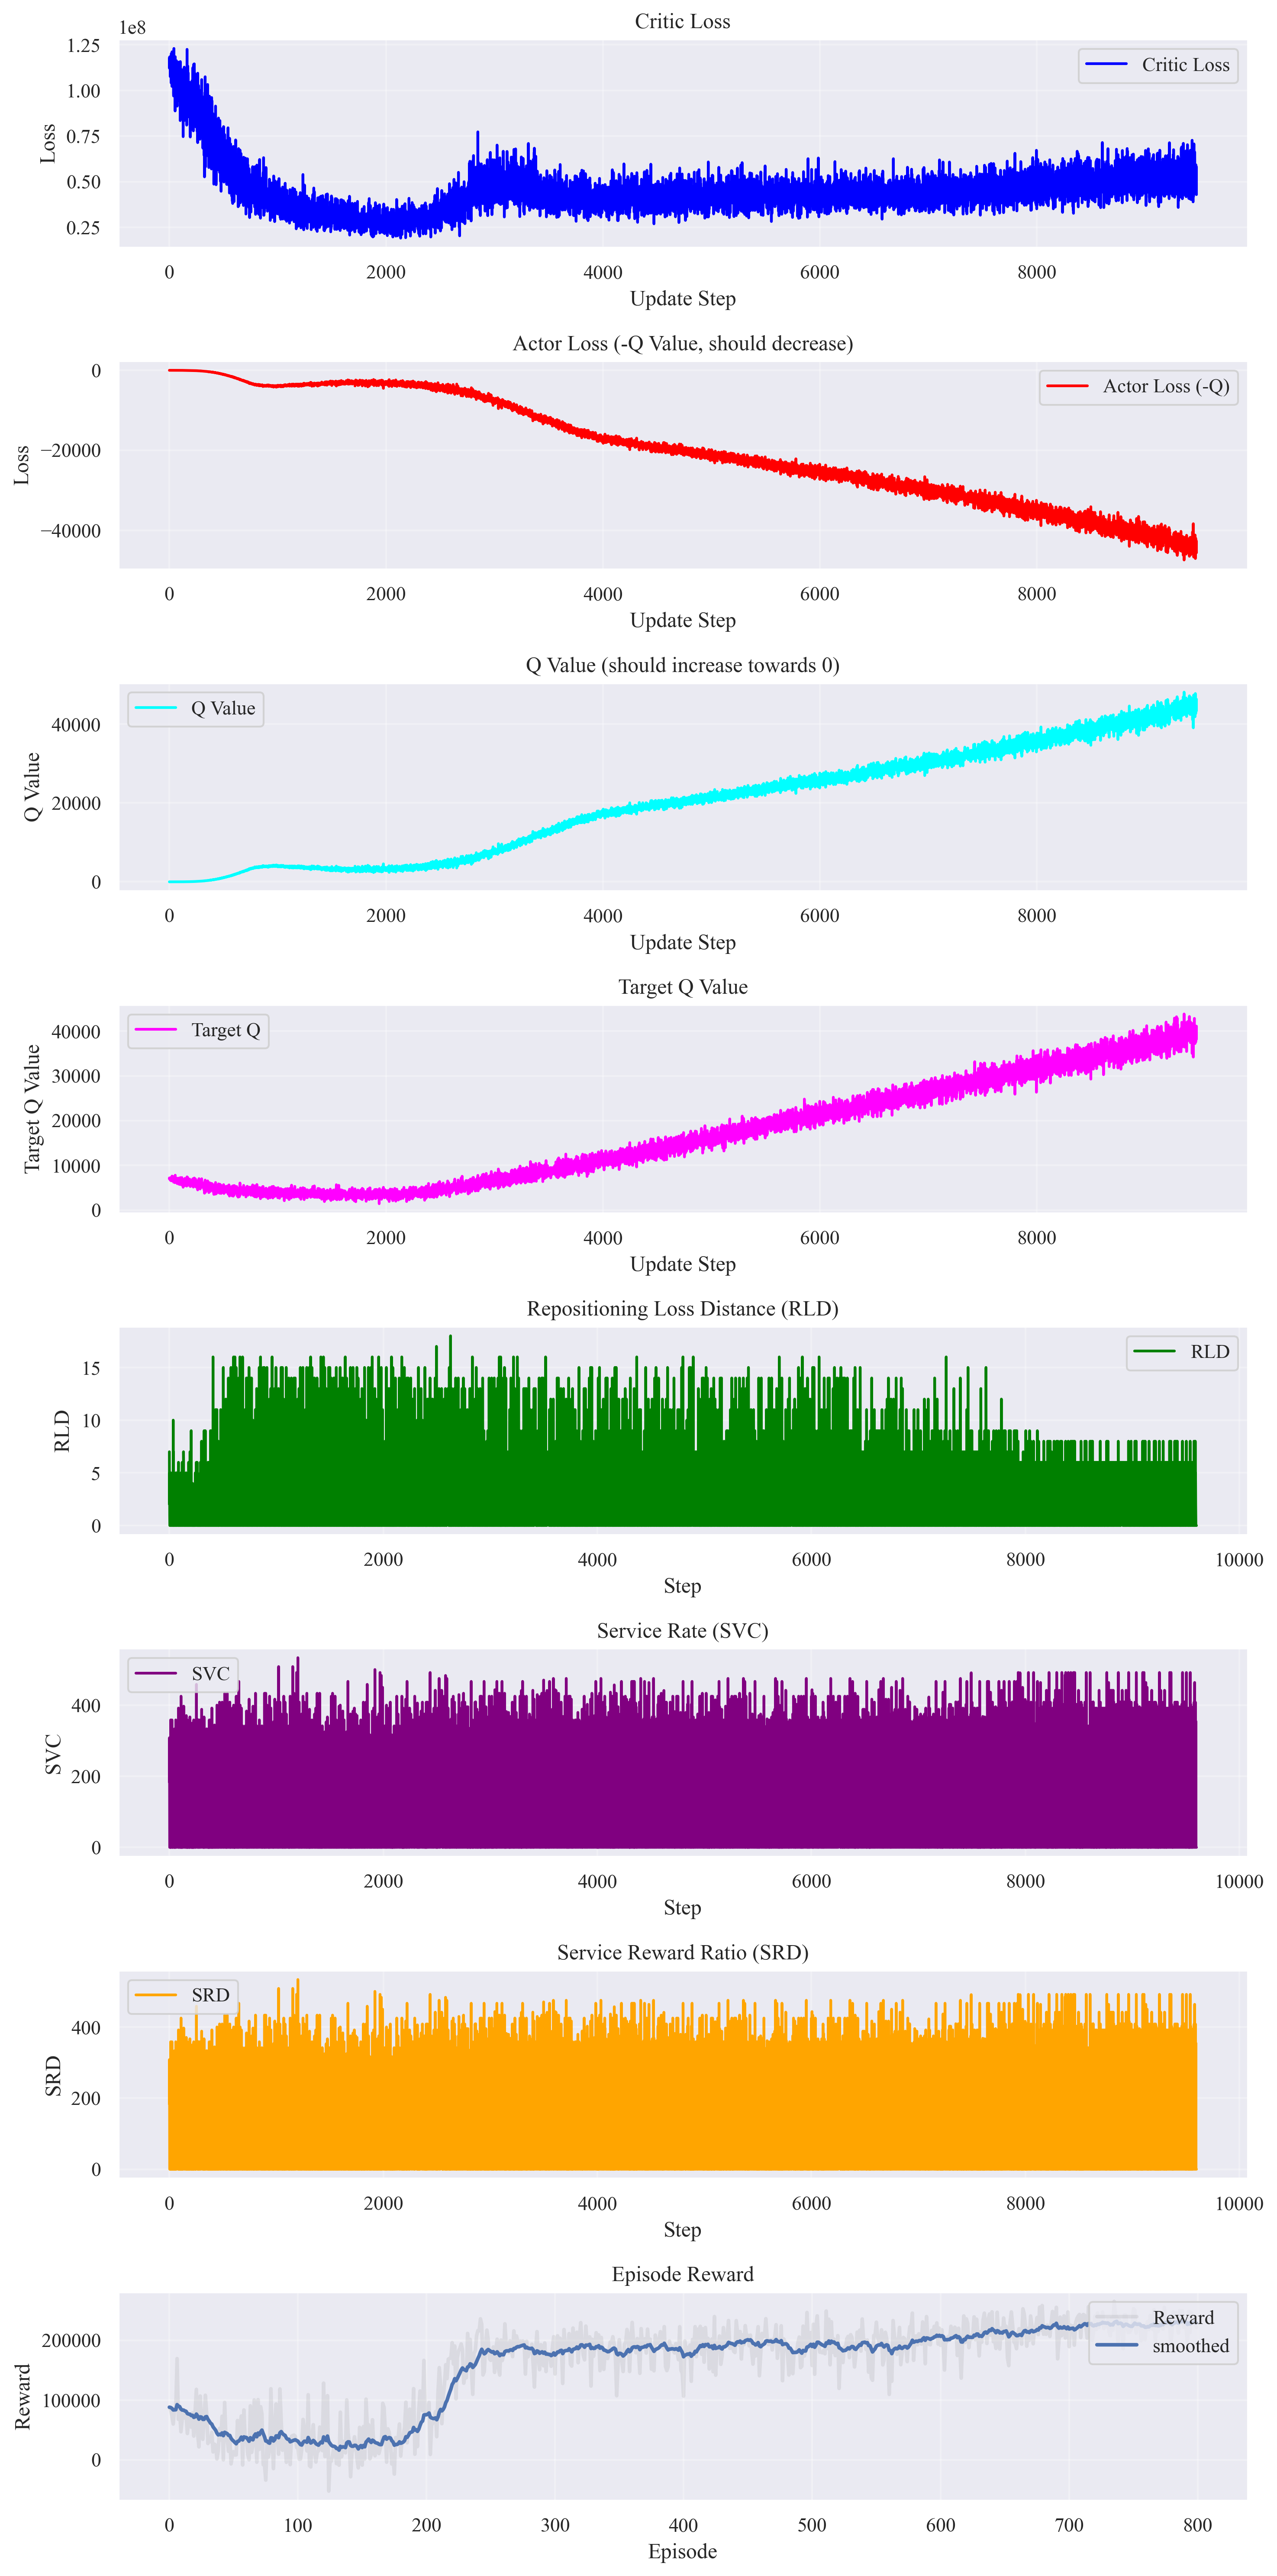 Critic Loss
1e8
1.25
1.00
0.75
0.50
0.25
Loss
Critic Loss
0 2000 4000 6000 8000
Update Step
Actor Loss (-Q Value, should decrease)
0
−20000
−40000
Loss
Actor Loss (-Q)
0 2000 4000 6000 8000
Update Step
Q Value (should increase towards 0)
40000
20000
0
Q Value
Q Value
0 2000 4000 6000 8000
Update Step
Target Q Value
40000
30000
20000
10000
0
Target Q Value
Target Q
0 2000 4000 6000 8000
Update Step
Repositioning Loss Distance (RLD)
15
10
5
0
RLD
RLD
0 2000 4000 6000 8000 10000
Step
Service Rate (SVC)
400
200
0
SVC
SVC
0 2000 4000 6000 8000 10000
Step
Service Reward Ratio (SRD)
400
200
0
SRD
SRD
0 2000 4000 6000 8000 10000
Step
Episode Reward
200000
100000
0
Reward
Reward
smoothed
0 100 200 300 400 500 600 700 800
Episode